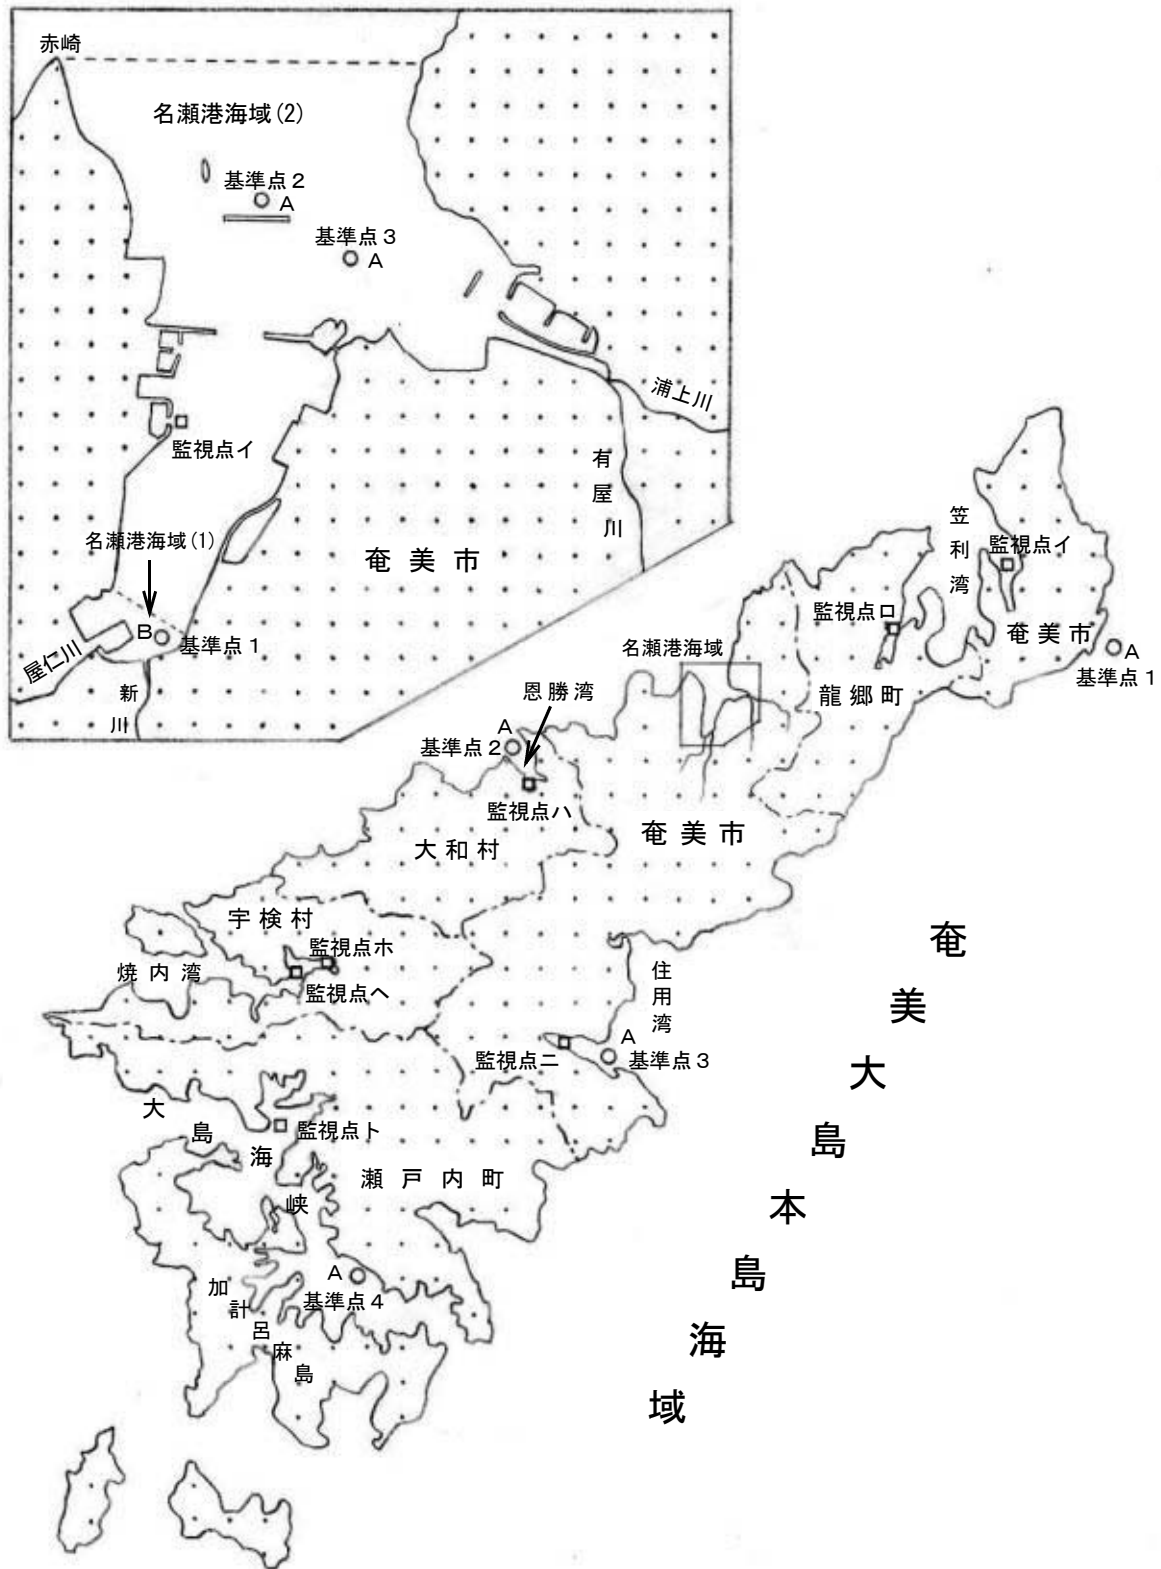 赤崎
名瀬港海域(2)
基準点2
A
基準点3
A
浦上川
監視点イ
有屋川
名瀬港海域(1)
奄美市
B
基準点1
屋仁川
新川
笠利湾
監視点イ
監視点ロ
奄美市
A
基準点1
名瀬港海域
龍郷町
恩勝湾
A
基準点2
監視点ハ
奄美市
大和村
宇検村
監視点ホ
焼内湾
監視点ヘ
住用湾
A
監視点ニ
基準点3
大島海峡
監視点ト
瀬戸内町
A
基準点4
加計呂麻島
奄美大島本島海域